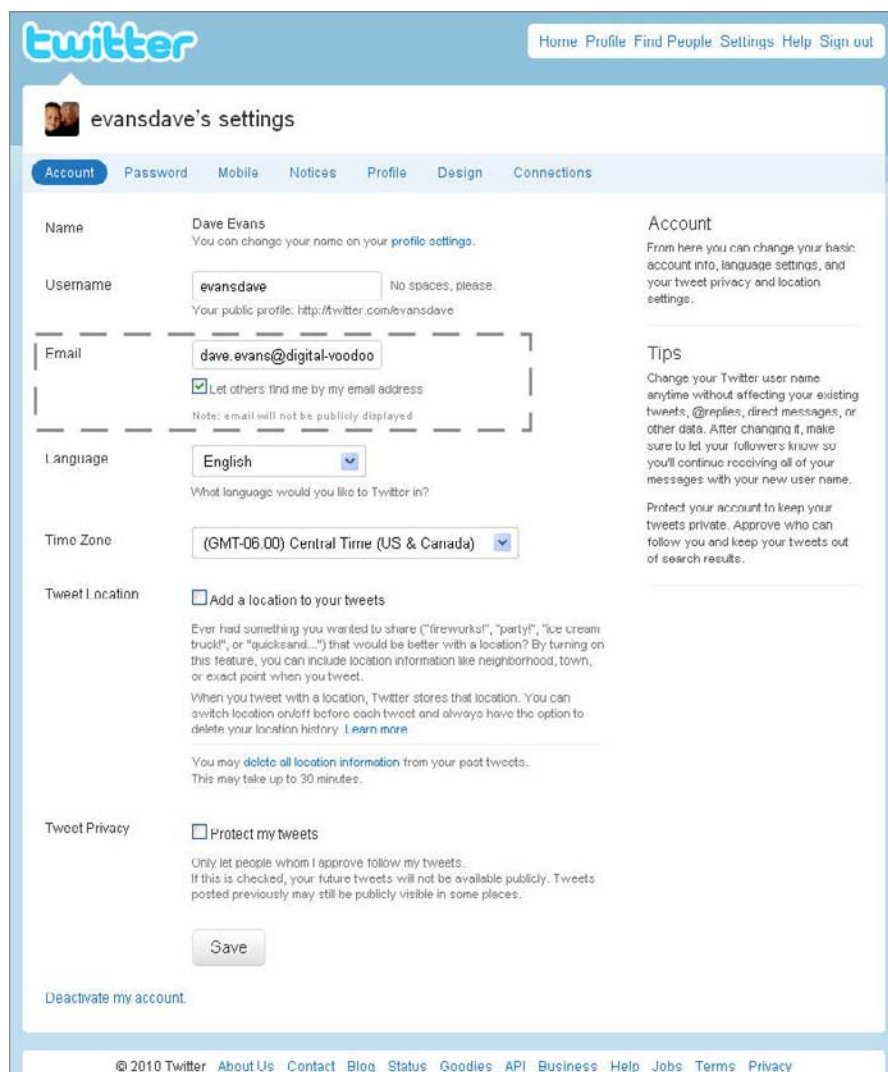 twitter
Home Profile Find People Settings Help Sign out
evansdave's settings
Account Password Mobile Notices Profile Design Connections
Name
Dave Evans
You can change your name on your profile settings.
Username
evansdave
No spaces, please.
Your public profile: http://twitter.com/evansdave
Email
dave.evans@digital-voodoo
Let others find me by my email address
Note: email will not be publicly displayed
Language
English
What language would you like to Twitter in?
Time Zone
(GMT-06:00) Central Time (US & Canada)
Tweet Location
Add a location to your tweets
Ever had something you wanted to share ("fireworks!", "party!", "ice cream
truck!", or "quicksand...") that would be better with a location? By turning on
this feature, you can include location information like neighborhood, town,
or exact point when you tweet.
When you tweet with a location, Twitter stores that location. You can
switch location on/off before each tweet and always have the option to
delete your location history. Learn more
You may delete all location information from your past tweets.
This may take up to 30 minutes.
Tweet Privacy
Protect my tweets
Only let people whom I approve follow my tweets.
If this is checked, your future tweets will not be available publicly. Tweets
posted previously may still be publicly visible in some places.
Save
Deactivate my account.
Account
From here you can change your basic
account info, language settings, and
your tweet privacy and location
settings.
Tips
Change your Twitter user name
anytime without affecting your existing
tweets, @replies, direct messages, or
other data. After changing it, make
sure to let your followers know so
you'll continue receiving all of your
messages with your new user name.
Protect your account to keep your
tweets private. Approve who can
follow you and keep your tweets out
of search results.
© 2010 Twitter About Us Contact Blog Status Goodies API Business Help Jobs Terms Privacy